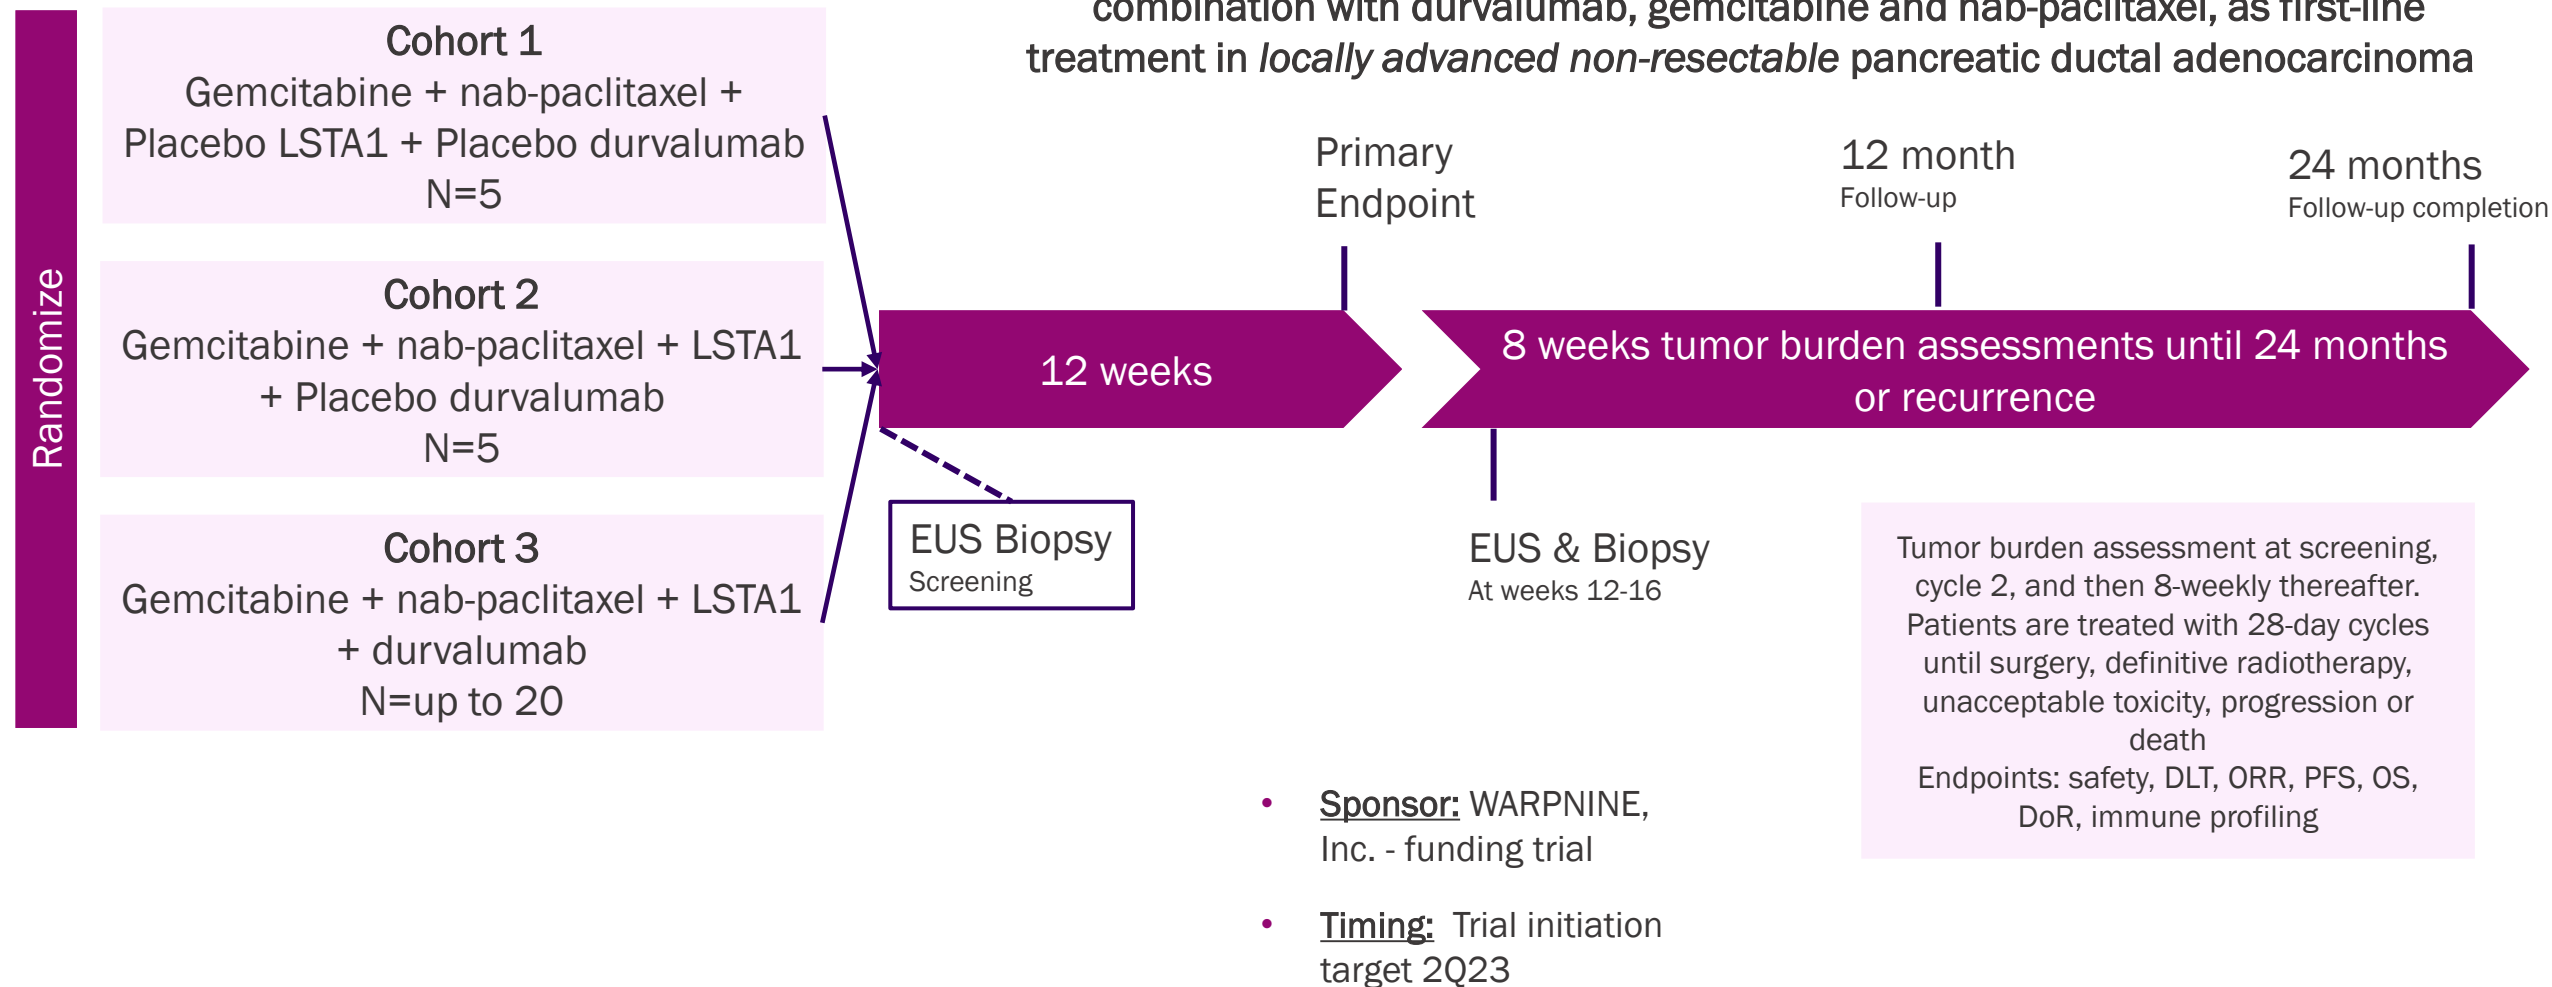 combination with durvalumab, gemcitabine and nab-paclitaxel, as first-line
treatment in locally advanced non-resectable pancreatic ductal adenocarcinoma
Randomize
Cohort 1
Gemcitabine + nab-paclitaxel +
Placebo LSTA1 + Placebo durvalumab
N=5
Cohort 2
Gemcitabine + nab-paclitaxel + LSTA1
+ Placebo durvalumab
N=5
Cohort 3
Gemcitabine + nab-paclitaxel + LSTA1
+ durvalumab
N=up to 20
Primary
Endpoint
12 month
Follow-up
24 months
Follow-up completion
12 weeks
8 weeks tumor burden assessments until 24 months
or recurrence
EUS Biopsy
Screening
EUS & Biopsy
At weeks 12-16
Tumor burden assessment at screening,
cycle 2, and then 8-weekly thereafter.
Patients are treated with 28-day cycles
until surgery, definitive radiotherapy,
unacceptable toxicity, progression or
death
Endpoints: safety, DLT, ORR, PFS, OS,
DoR, immune profiling
• Sponsor: WARPNINE,
Inc. - funding trial
• Timing: Trial initiation
target 2Q23